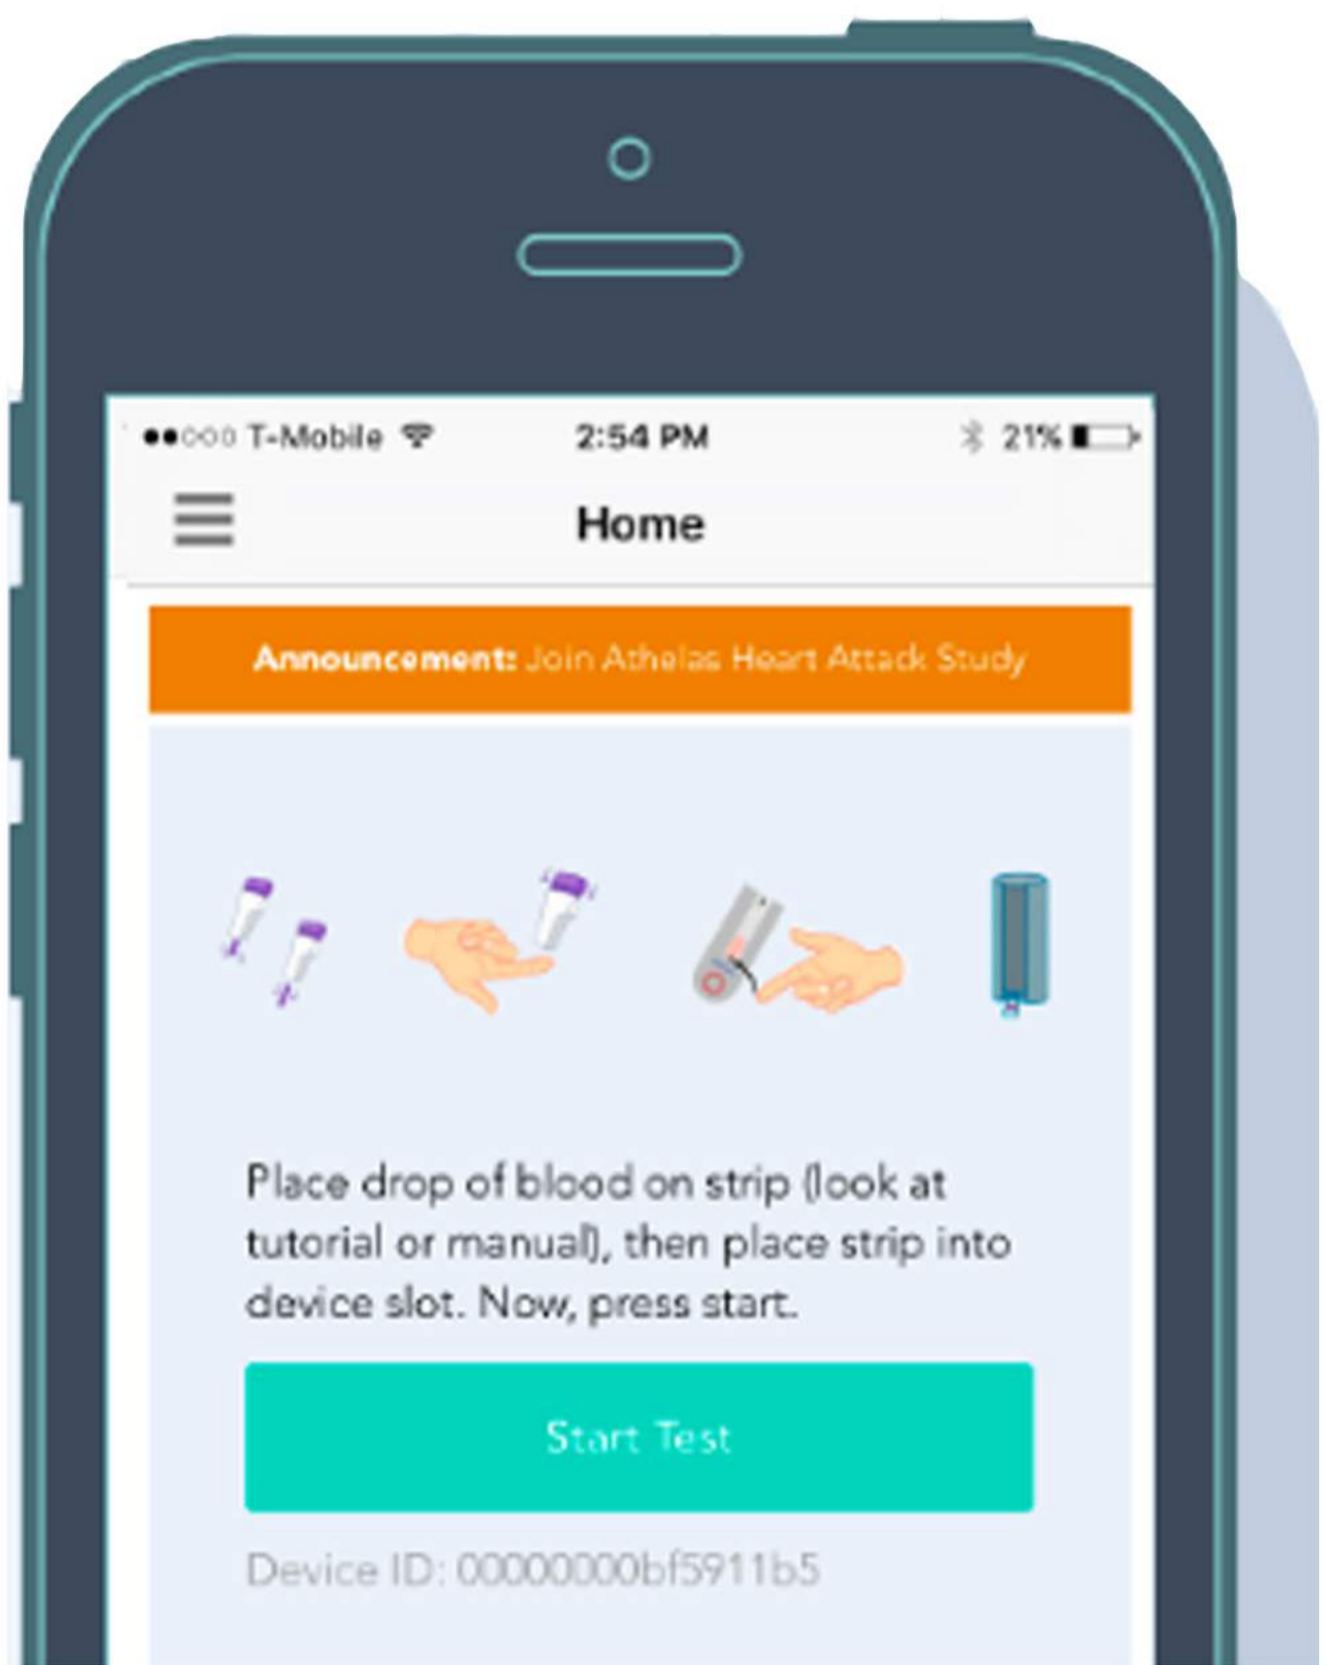 T-Mobile 2:54 PM 21%
Home
Announcement: Join Athelas Heart Attack Study
Place drop of blood on strip (look at
tutorial or manual), then place strip into
device slot. Now, press start.
Start Test
Device ID: 00000000bf5911b5